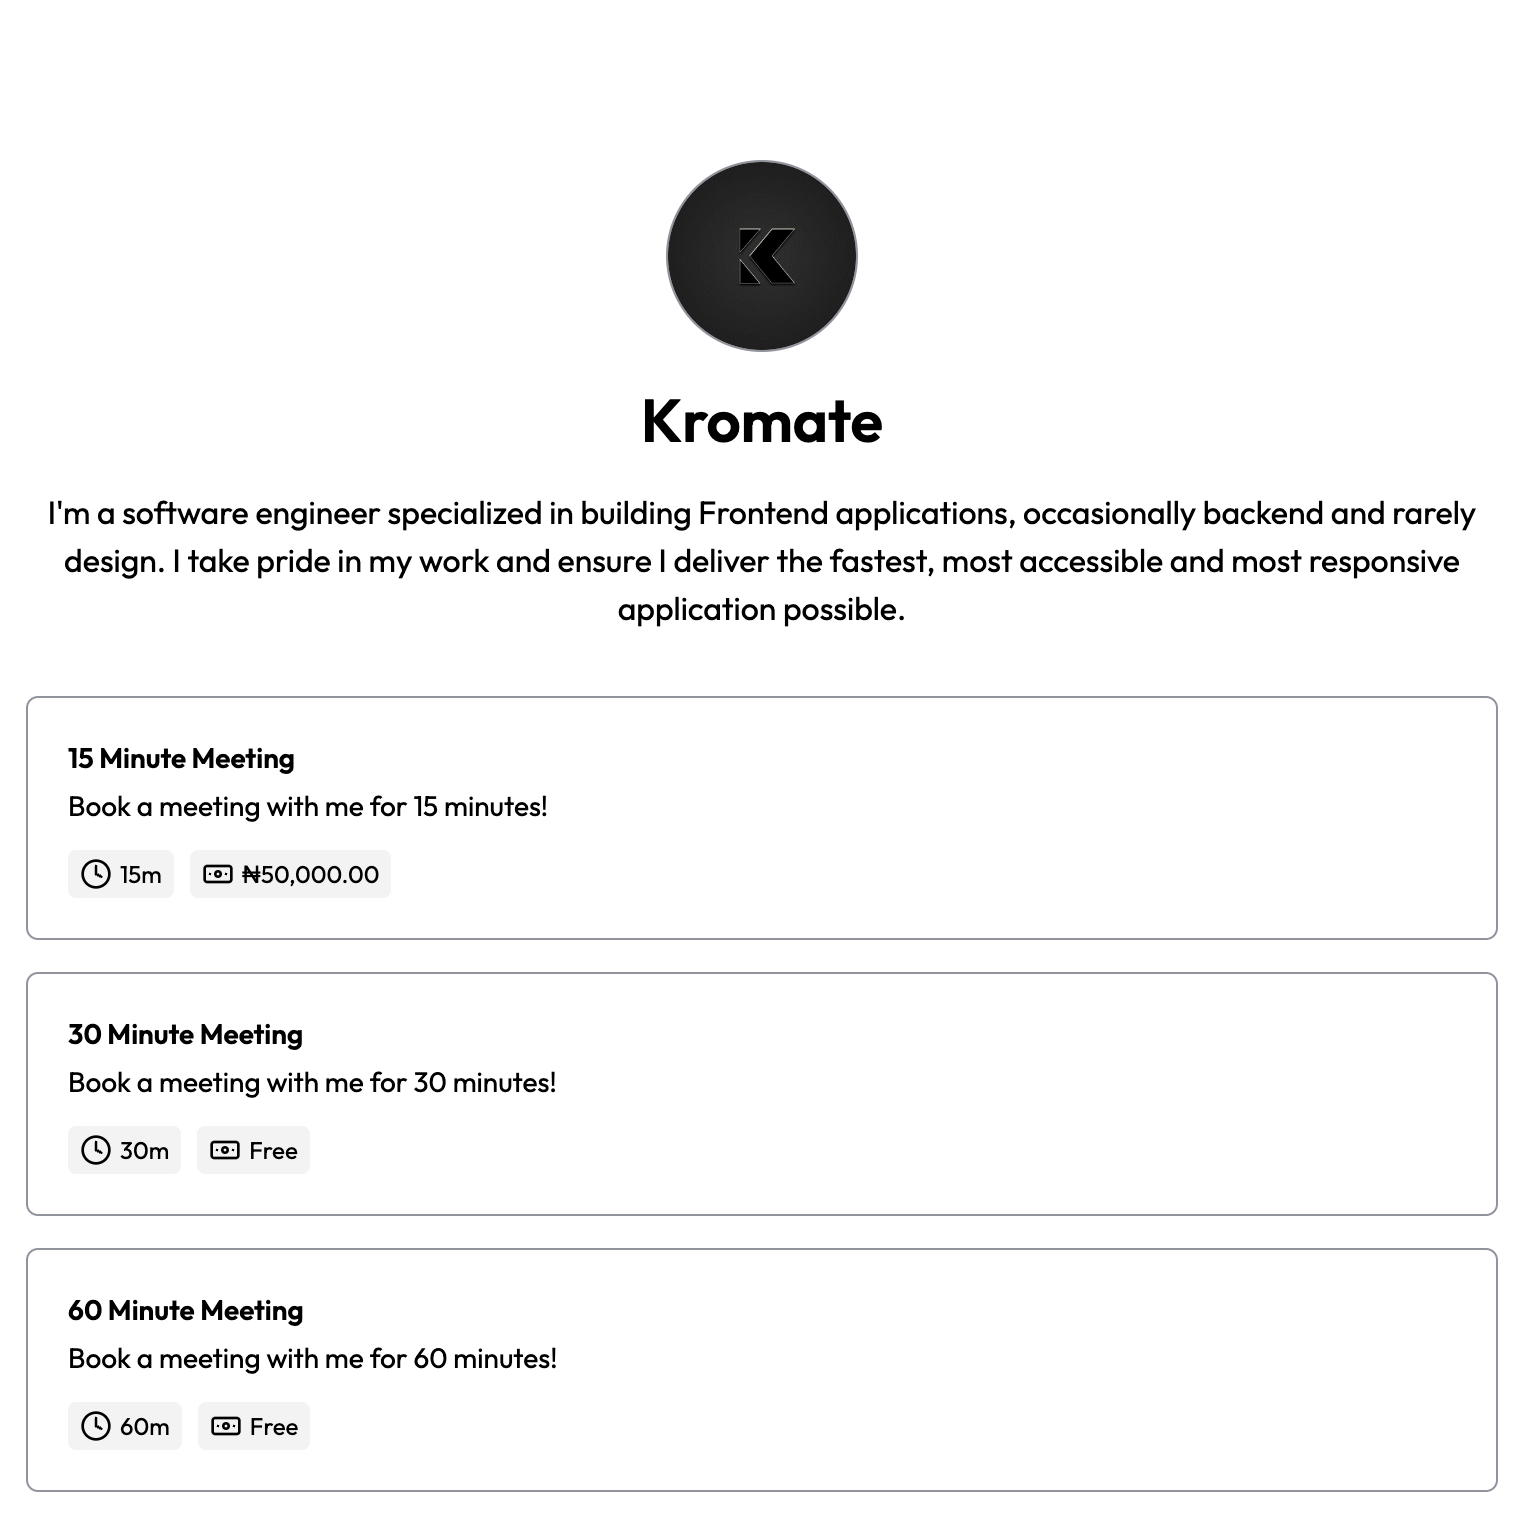 K
Kromate
I'm a software engineer specialized in building Frontend applications, occasionally backend and rarely
design. I take pride in my work and ensure I deliver the fastest, most accessible and most responsive
application possible.
15 Minute Meeting
Book a meeting with me for 15 minutes!
15m ₦50,000.00
30 Minute Meeting
Book a meeting with me for 30 minutes!
30m Free
60 Minute Meeting
Book a meeting with me for 60 minutes!
60m Free